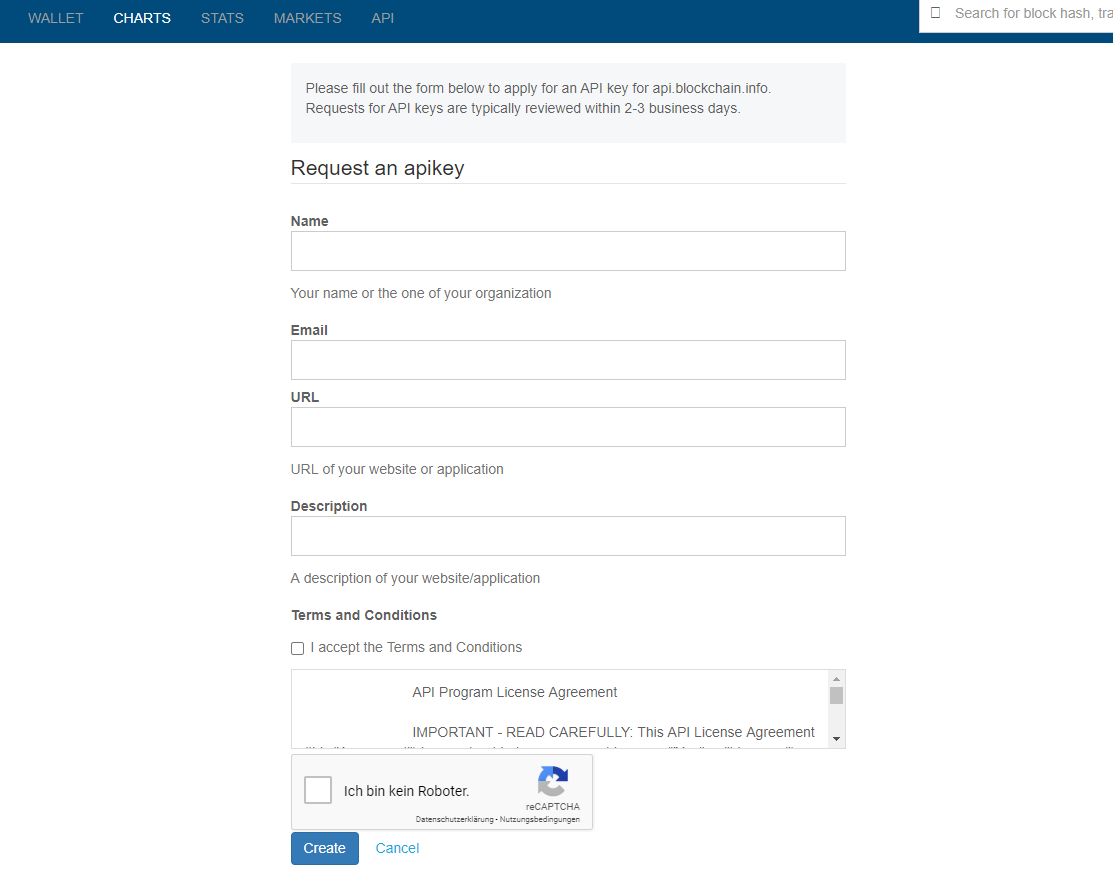 WALLET CHARTS STATS MARKETS API
Search for block hash, tra
Please fill out the form below to apply for an API key for api.blockchain.info.
Requests for API keys are typically reviewed within 2-3 business days.
Request an apikey
Name
Your name or the one of your organization
Email
URL
URL of your website or application
Description
A description of your website/application
Terms and Conditions
I accept the Terms and Conditions
API Program License Agreement
IMPORTANT - READ CAREFULLY: This API License Agreement
Ich bin kein Roboter.
reCAPTCHA
Datenschutzerklärung - Nutzungsbedingungen
Create Cancel